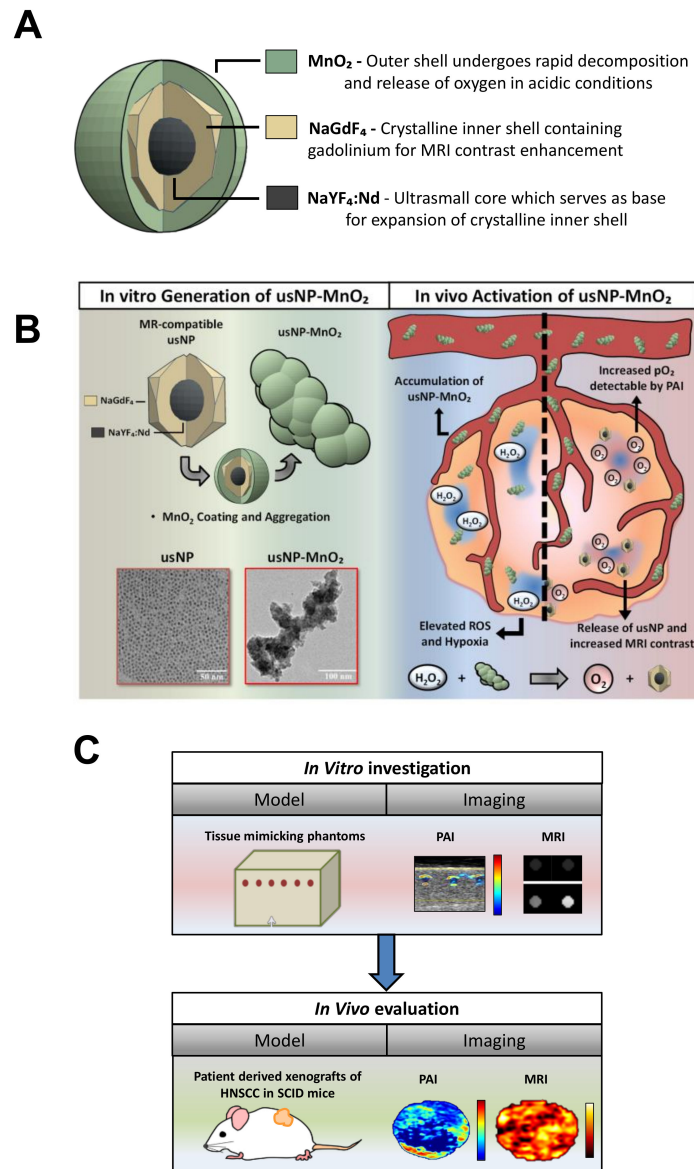 A
MnO₂ - Outer shell undergoes rapid decomposition
and release of oxygen in acidic conditions
NaGdF₄ - Crystalline inner shell containing
gadolinium for MRI contrast enhancement
NaYF₄:Nd - Ultrasmall core which serves as base
for expansion of crystalline inner shell
B
In vitro Generation of usNP-MnO₂
MR-compatible
usNP
usNP-MnO₂
NaGdF₄
NaYF₄:Nd
• MnO₂ Coating and Aggregation
usNP
usNP-MnO₂
50 nm
100 nm
In vivo Activation of usNP-MnO₂
Accumulation of
usNP-MnO₂
Increased pO₂
detectable by PAI
H₂O₂
O₂
O₂
O₂
O₂
H₂O₂
H₂O₂
O₂
O₂
O₂
H₂O₂
O₂
O₂
Elevated ROS
and Hypoxia
Release of usNP and
increased MRI contrast
H₂O₂ + O₂ +
C
In Vitro investigation
Model Imaging
Tissue mimicking phantoms PAI MRI
In Vivo evaluation
Model Imaging
Patient derived xenografts of
HNSCC in SCID mice
PAI MRI